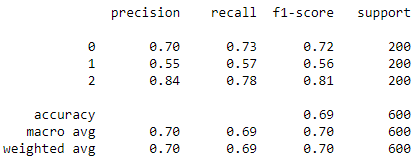 precision recall f1-score support
0 0.70 0.73 0.72 200
1 0.55 0.57 0.56 200
2 0.84 0.78 0.81 200
accuracy 0.69 600
macro avg 0.70 0.69 0.70 600
weighted avg 0.70 0.69 0.70 600